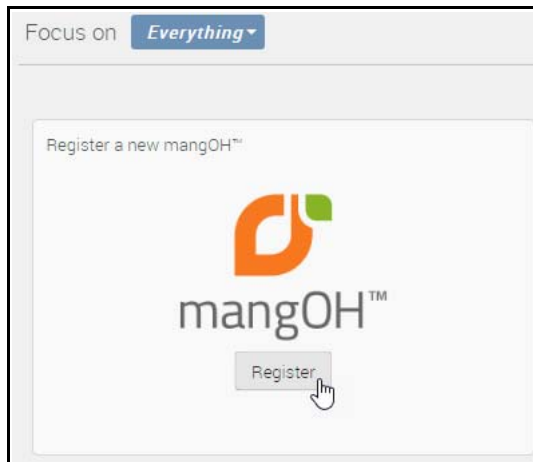 Focus on Everything
Register a new mangOH™
mangOH™
Register